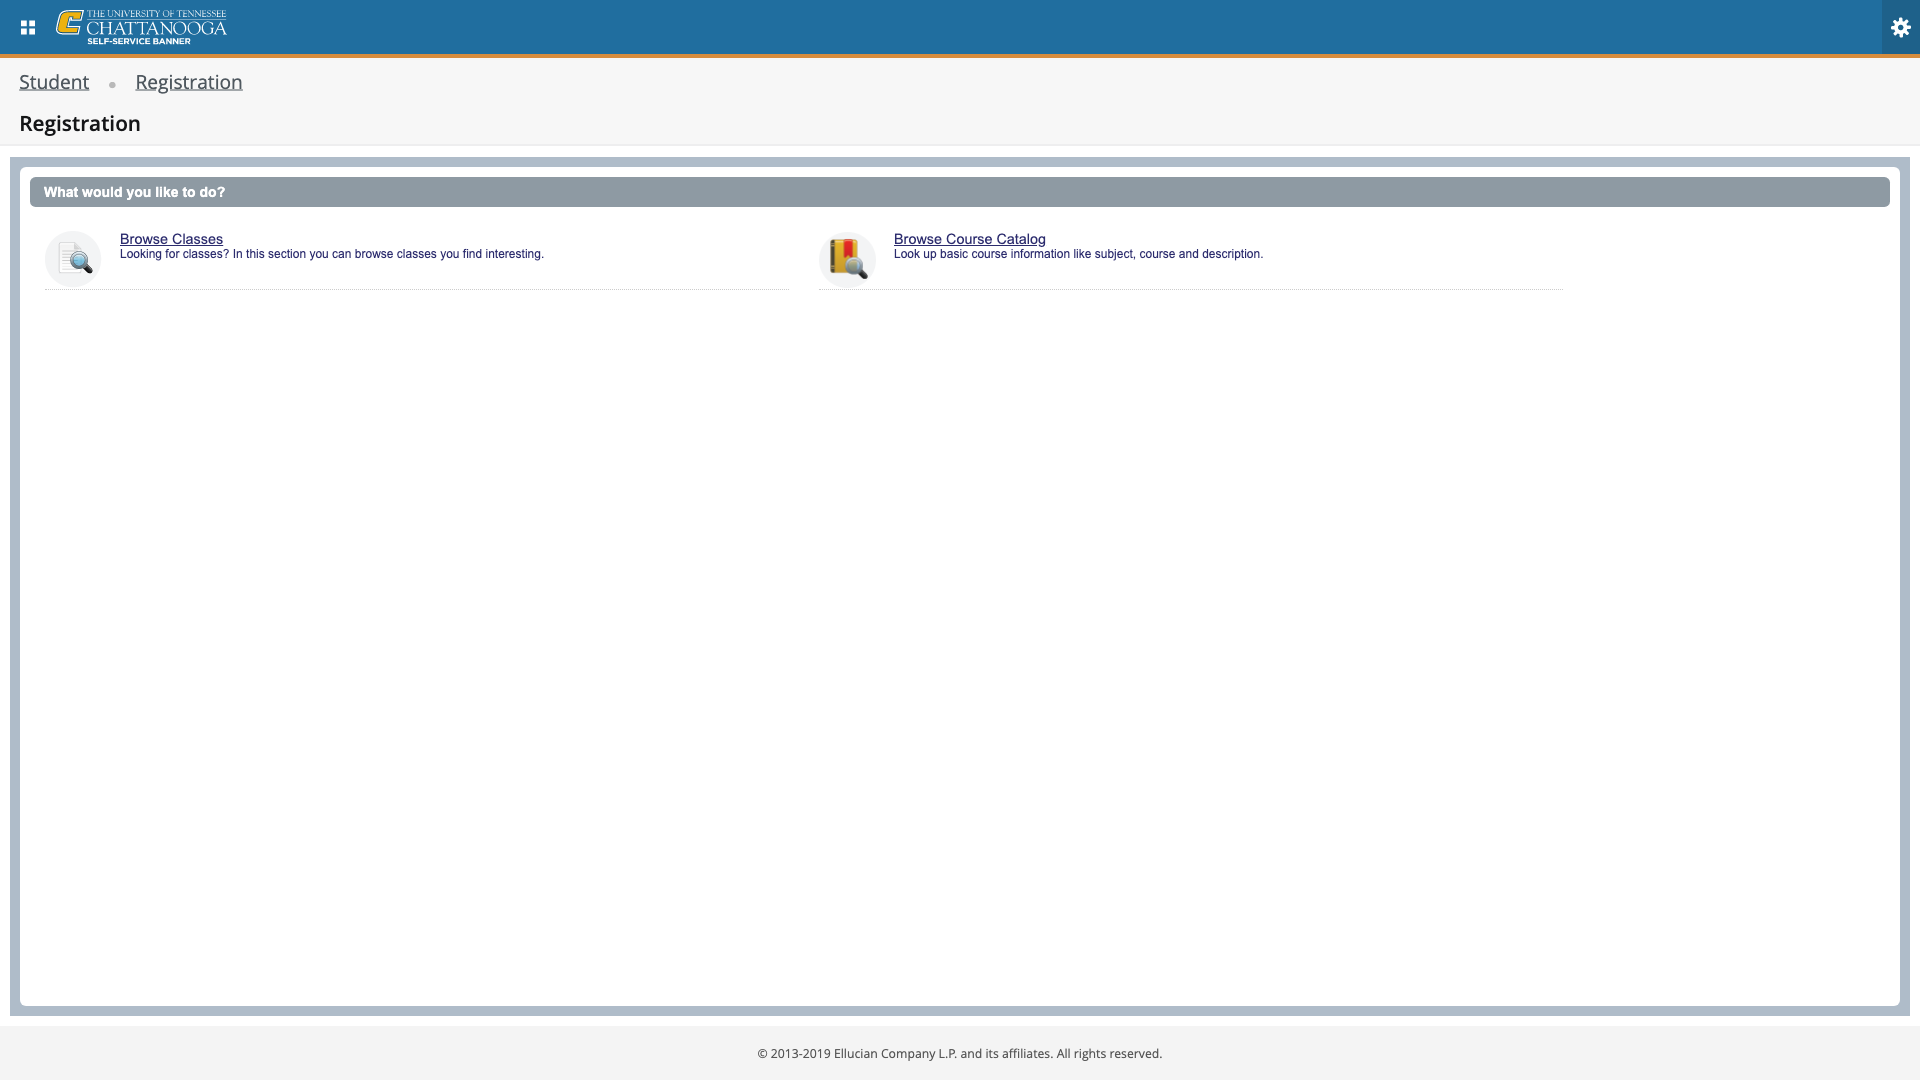 THE UNIVERSITY OF TENNESSEE
CHATTANOOGA
SELF-SERVICE BANNER
Student • Registration
Registration
What would you like to do?
Browse Classes
Looking for classes? In this section you can browse classes you find interesting.
Browse Course Catalog
Look up basic course information like subject, course and description.
© 2013-2019 Ellucian Company L.P. and its affiliates. All rights reserved.